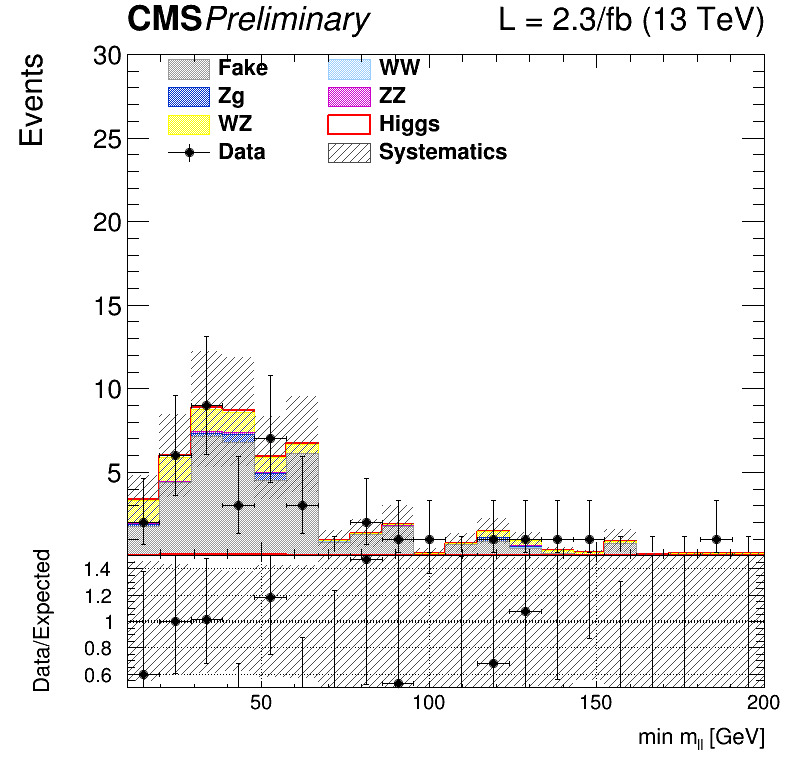 CMS Preliminary L = 2.3/fb (13 TeV)
Events
30
25
20
15
10
5
Fake WW
Zg ZZ
WZ Higgs
Data Systematics
Data/Expected
1.4
1.2
1
0.8
0.6
50 100 150 200
min m_ll [GeV]